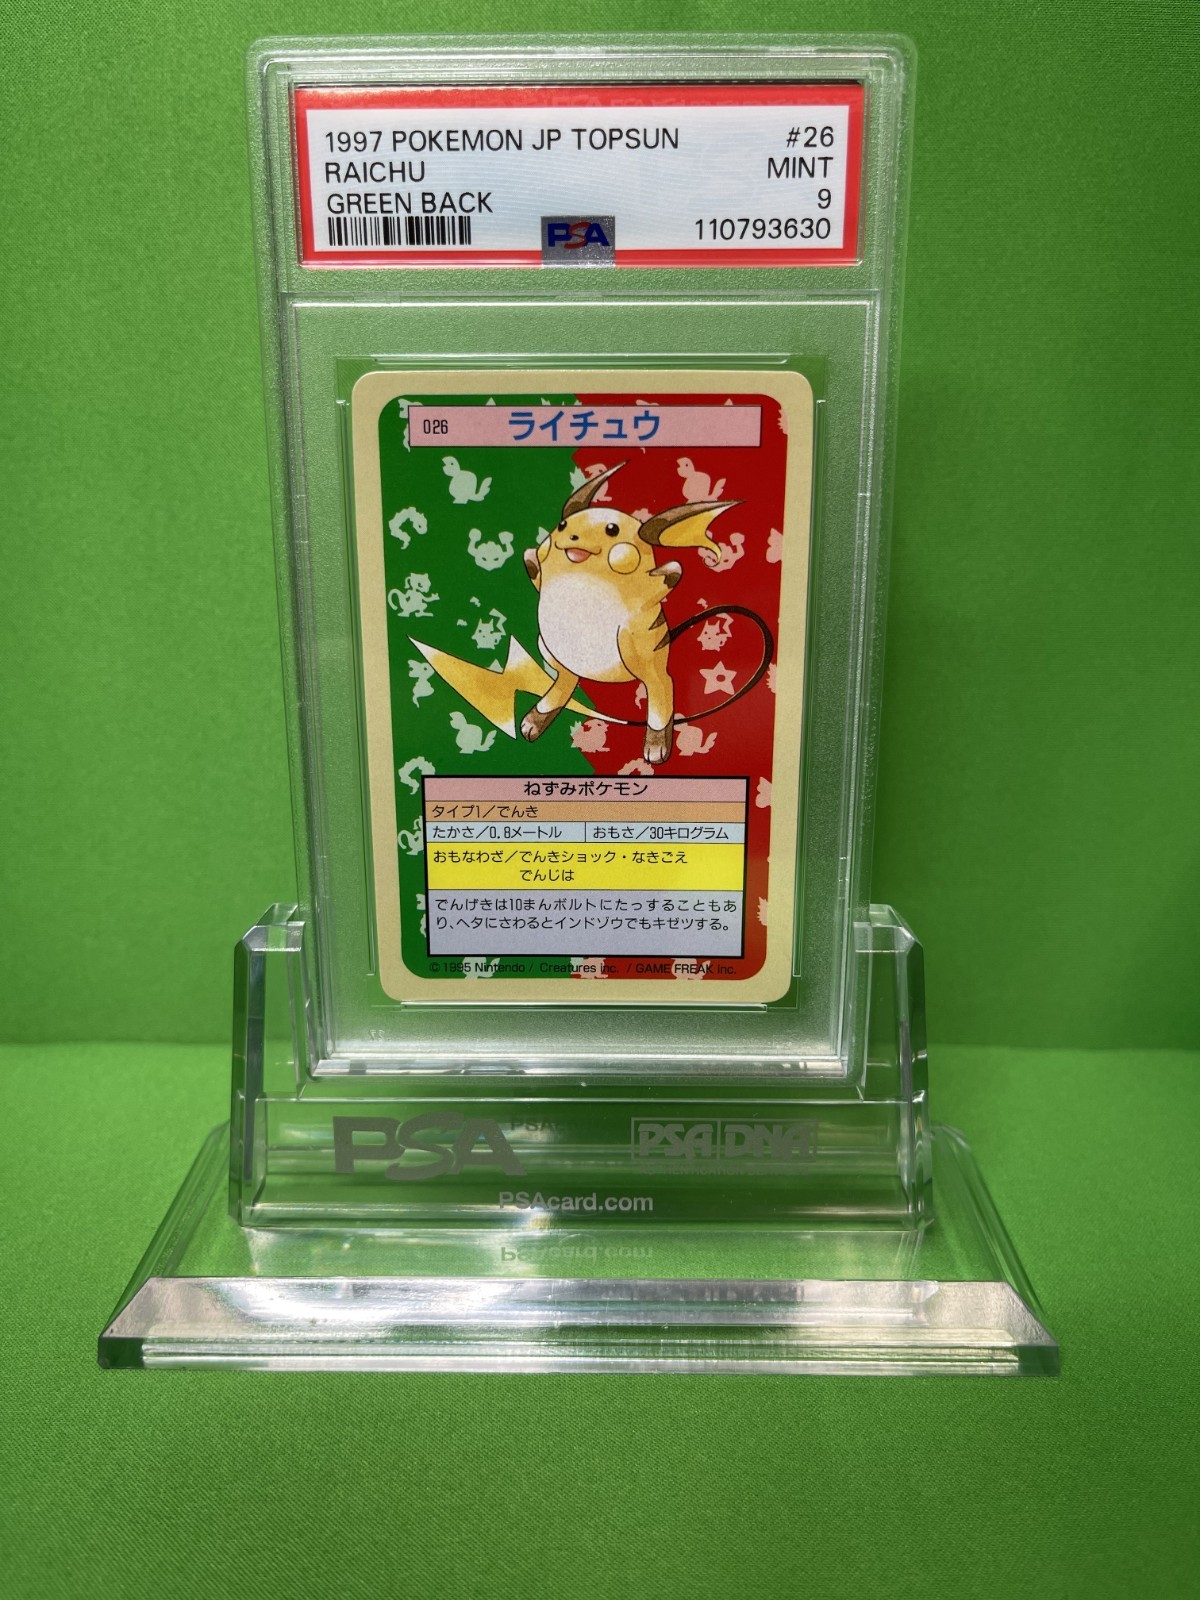 1997 POKEMON JP TOPSUN #26
RAICHU MINT
GREEN BACK 9
PSA 110793630
026 ライチュウ
ねずみポケモン
タイプ1/でんき
たかさ/0.8メートル おもさ/30キログラム
おもなわざ/でんきショック・なきごえ
でんじは
でんげきは10まんボルトにたっすることもあ
り、ヘタにさわるとインドゾウでもキゼツする。
© 1995 Nintendo / Creatures inc. / GAME FREAK inc.
PSA PSA DNA
PSAcard.com